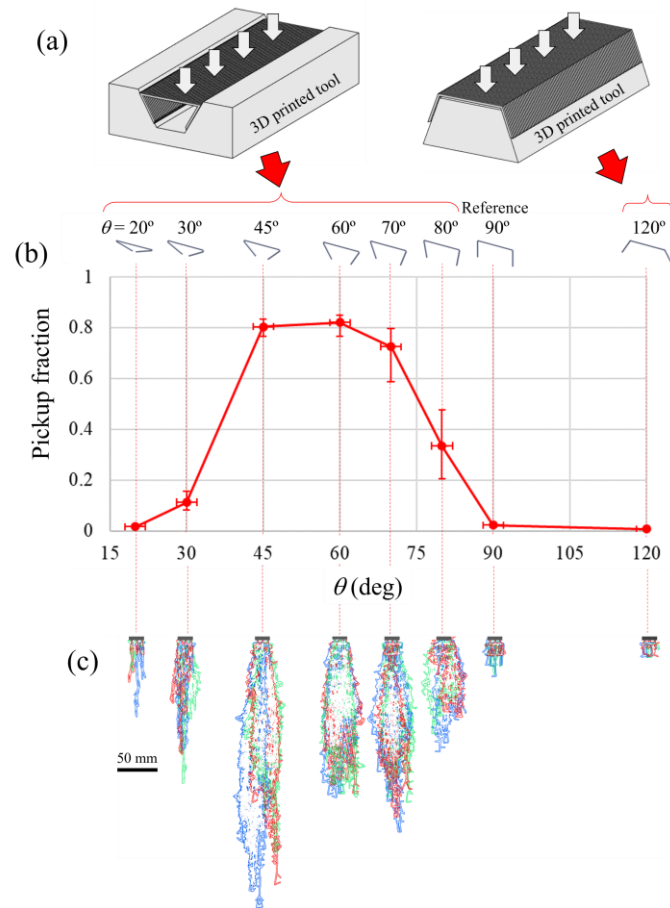 (a)
3D printed tool
3D printed tool
Reference
θ = 20º 30º 45º 60º 70º 80º 90º 120º
(b)
Pickup fraction
1
0.8
0.6
0.4
0.2
0
15 30 45 60 75 90 105 120
θ (deg)
(c)
50 mm